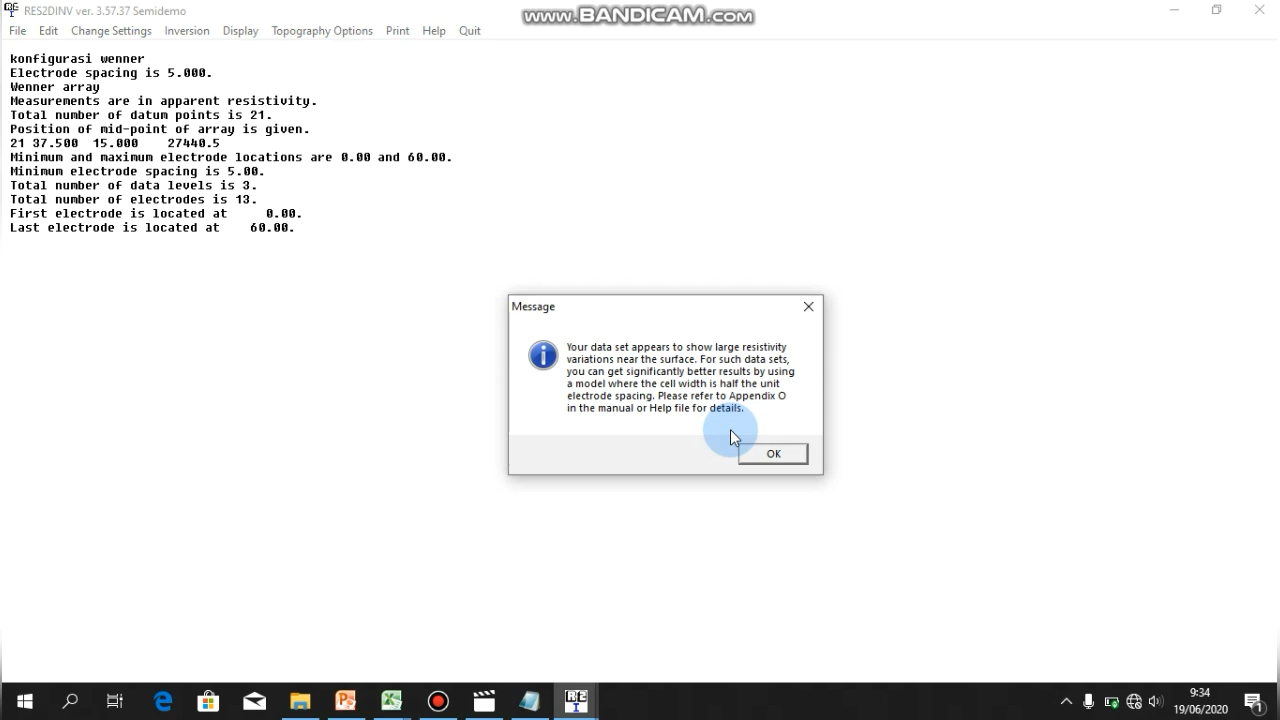 RES2DINV ver. 3.57.37 Semidemo
www.BANDICAM.com
File Edit Change Settings Inversion Display Topography Options Print Help Quit
konfigurasi wenner
Electrode spacing is 5.000.
Wenner array
Measurements are in apparent resistivity.
Total number of datum points is 21.
Position of mid-point of array is given.
21 37.500 15.000 27440.5
Minimum and maximum electrode locations are 0.00 and 60.00.
Minimum electrode spacing is 5.00.
Total number of data levels is 3.
Total number of electrodes is 13.
First electrode is located at 0.00.
Last electrode is located at 60.00.
Message
Your data set appears to show large resistivity
variations near the surface. For such data sets,
you can get significantly better results by using
a model where the cell width is half the unit
electrode spacing. Please refer to Appendix O
in the manual or Help file for details.
OK
9:34
19/06/2020